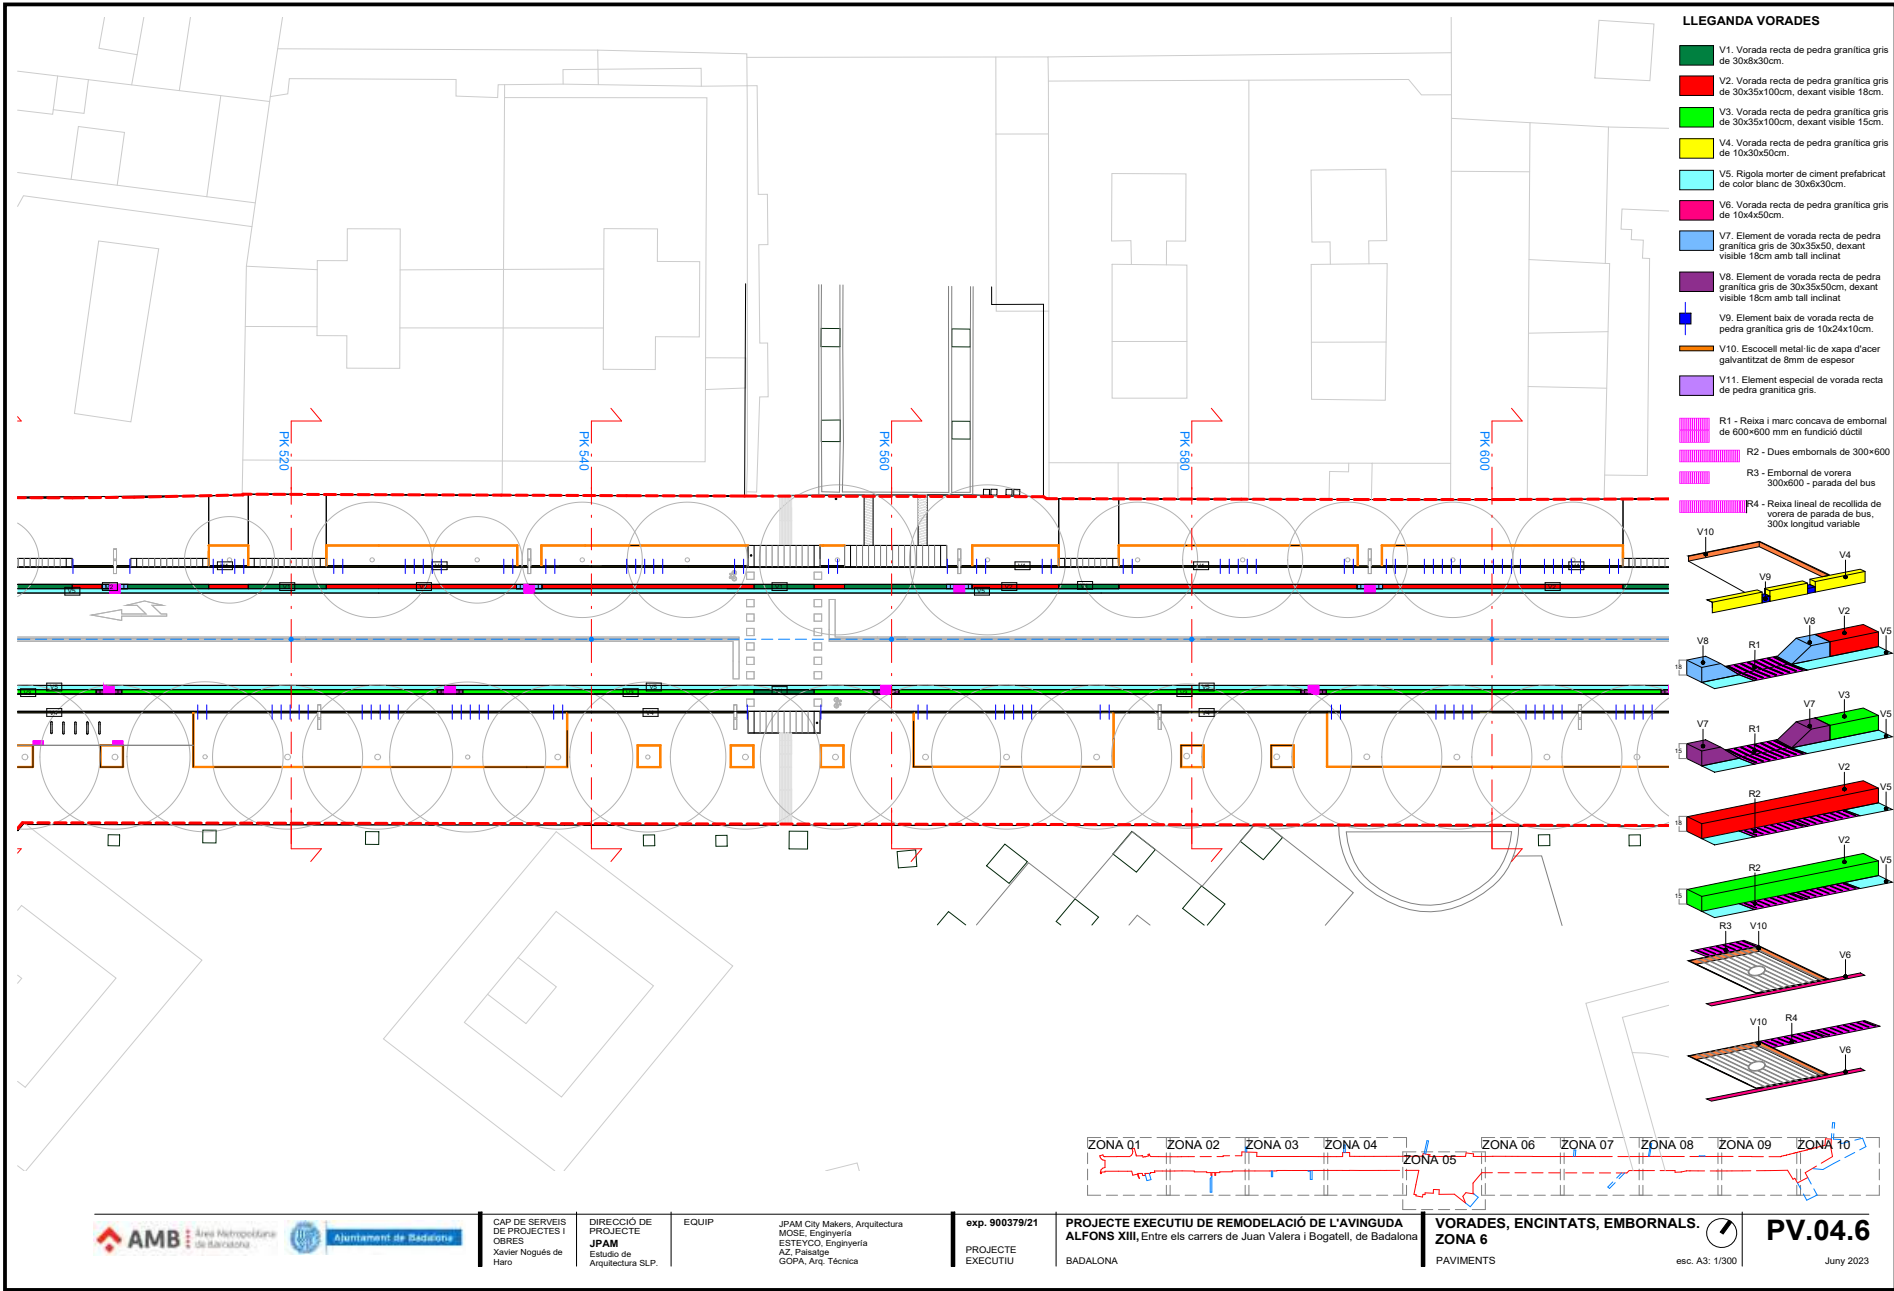 LLEGANDA VORADES
V1. Vorada recta de pedra granítica gris
de 30x8x30cm.
V2. Vorada recta de pedra granítica gris
de 30x35x100cm, dexant visible 18cm.
V3. Vorada recta de pedra granítica gris
de 30x35x100cm, dexant visible 15cm.
V4. Vorada recta de pedra granítica gris
de 10x30x50cm.
V5. Rigola morter de ciment prefabricat
de color blanc de 30x6x30cm.
V6. Vorada recta de pedra granítica gris
de 10x4x50cm.
V7. Element de vorada recta de pedra
granítica gris de 30x35x50, dexant
visible 18cm amb tall inclinat
V8. Element de vorada recta de pedra
granítica gris de 30x35x50cm, dexant
visible 18cm amb tall inclinat
V9. Element baix de vorada recta de
pedra granítica gris de 10x24x10cm.
V10. Escocell metal·lic de xapa d'acer
galvantitzat de 8mm de espesor
V11. Element especial de vorada recta
de pedra granitica gris.
R1 - Reixa i marc concava de embornal
de 600×600 mm en fundició dúctil
R2 - Dues embornals de 300×600
R3 - Embornal de vorera
300x600 - parada del bus
R4 - Reixa lineal de recollida de
vorera de parada de bus,
300x longitud variable
PK 520
PK 540
PK 560
PK 580
PK 600
V10
V4
V9
V2
V8
V5
V8
R1
18
V3
V7
V5
V7
R1
15
V2
R2
V5
18
V2
R2
V5
15
R3
V10
V6
V10
R4
V6
ZONA 01
ZONA 02
ZONA 03
ZONA 04
ZONA 05
ZONA 06
ZONA 07
ZONA 08
ZONA 09
ZONA 10
AMB
Àrea Metropolitana
de Barcelona
Ajuntament de Badalona
CAP DE SERVEIS
DE PROJECTES I
OBRES
Xavier Nogués de
Haro
DIRECCIÓ DE
PROJECTE
JPAM
Estudio de
Arquitectura SLP.
EQUIP
JPAM City Makers, Arquitectura
MOSE, Enginyeria
ESTEYCO, Enginyería
AZ, Paisatge
GOPA, Arq. Técnica
exp. 900379/21
PROJECTE
EXECUTIU
PROJECTE EXECUTIU DE REMODELACIÓ DE L'AVINGUDA
ALFONS XIII, Entre els carrers de Juan Valera i Bogatell, de Badalona
BADALONA
VORADES, ENCINTATS, EMBORNALS.
ZONA 6
PAVIMENTS
esc. A3: 1/300
PV.04.6
Juny 2023